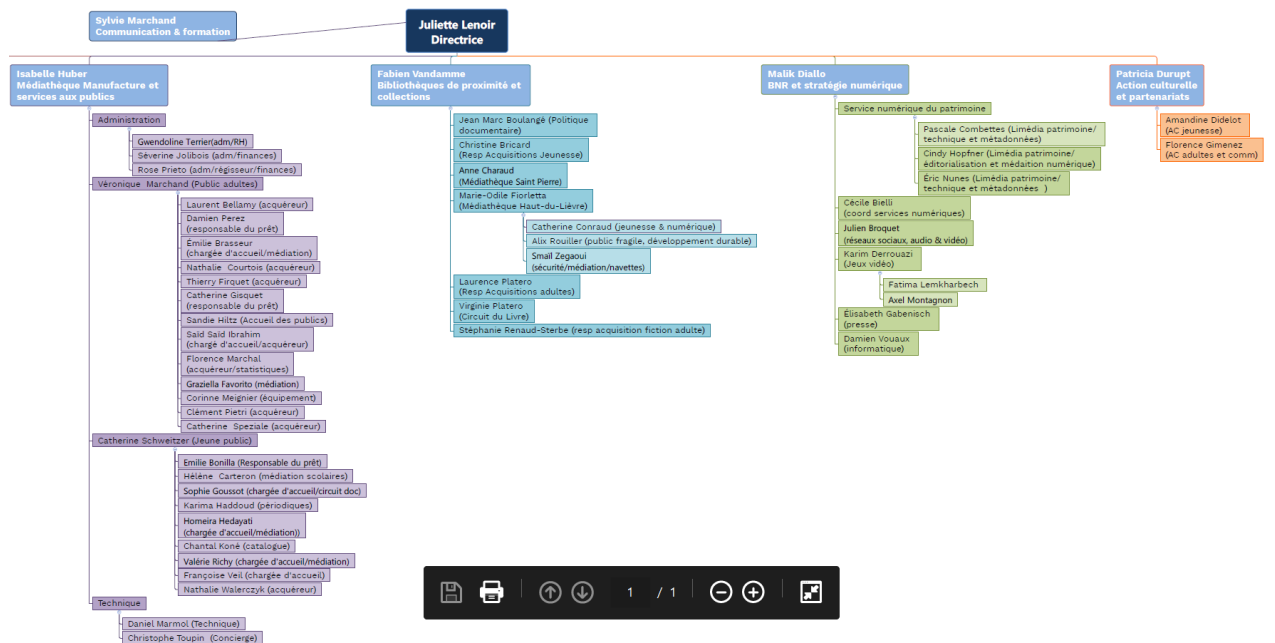 Sylvie Marchand
Communication & formation
Juliette Lenoir
Directrice
Isabelle Huber
Médiathèque Manufacture et
services aux publics
Administration
Gwendoline Terrier(adm/RH)
Séverine Jolibois (adm/finances)
Rose Prieto (adm/régisseur/finances)
Véronique Marchand (Public adultes)
Laurent Bellamy (acquéreur)
Damien Perez
(responsable du prêt)
Émilie Brasseur
(chargée d'accueil/médiation)
Nathalie Courtois (acquéreur)
Thierry Firquet (acquéreur)
Catherine Gisquet
(responsable du prêt)
Sandie Hiltz (Accueil des publics)
Saïd Saïd Ibrahim
(chargé d'accueil/acquéreur)
Florence Marchal
(acquéreur/statistiques)
Graziella Favorito (médiation)
Corinne Meignier (équipement)
Clément Pietri (acquéreur)
Catherine Speziale (acquéreur)
Catherine Schweitzer (Jeune public)
Emilie Bonilla (Responsable du prêt)
Hélène Carteron (médiation scolaires)
Sophie Goussot (chargée d'accueil/circuit doc)
Karima Haddoud (périodiques)
Homeira Hedayati
(chargée d'accueil/médiation))
Chantal Koné (catalogue)
Valérie Richy (chargée d'accueil/médiation)
Françoise Veil (chargée d'accueil)
Nathalie Walerczyk (acquéreur)
Technique
Daniel Marmol (Technique)
Christophe Toupin (Concierge)
Fabien Vandamme
Bibliothèques de proximité et
collections
Jean Marc Boulangé (Politique
documentaire)
Christine Bricard
(Resp Acquisitions Jeunesse)
Anne Charaud
(Médiathèque Saint Pierre)
Marie-Odile Fiorletta
(Médiathèque Haut-du-Lièvre)
Catherine Conraud (jeunesse & numérique)
Alix Rouiller (public fragile, développement durable)
Smaïl Zegaoui
(sécurité/médiation/navettes)
Laurence Platero
(Resp Acquisitions adultes)
Virginie Platero
(Circuit du Livre)
Stéphanie Renaud-Sterbe (resp acquisition fiction adulte)
Malik Diallo
BNR et stratégie numérique
Service numérique du patrimoine
Pascale Combettes (Limédia patrimoine/
technique et métadonnées)
Cindy Hopfner (Limédia patrimoine/
éditorialisation et médaition numérique)
Éric Nunes (Limédia patrimoine/
technique et métadonnées )
Cécile Bielli
(coord services numériques)
Julien Broquet
(réseaux sociaux, audio & vidéo)
Karim Derrouazi
(Jeux vidéo)
Fatima Lemkharbech
Axel Montagnon
Élisabeth Gabenisch
(presse)
Damien Vouaux
(informatique)
Patricia Durupt
Action culturelle
et partenariats
Amandine Didelot
(AC jeunesse)
Florence Gimenez
(AC adultes et comm)
1 / 1